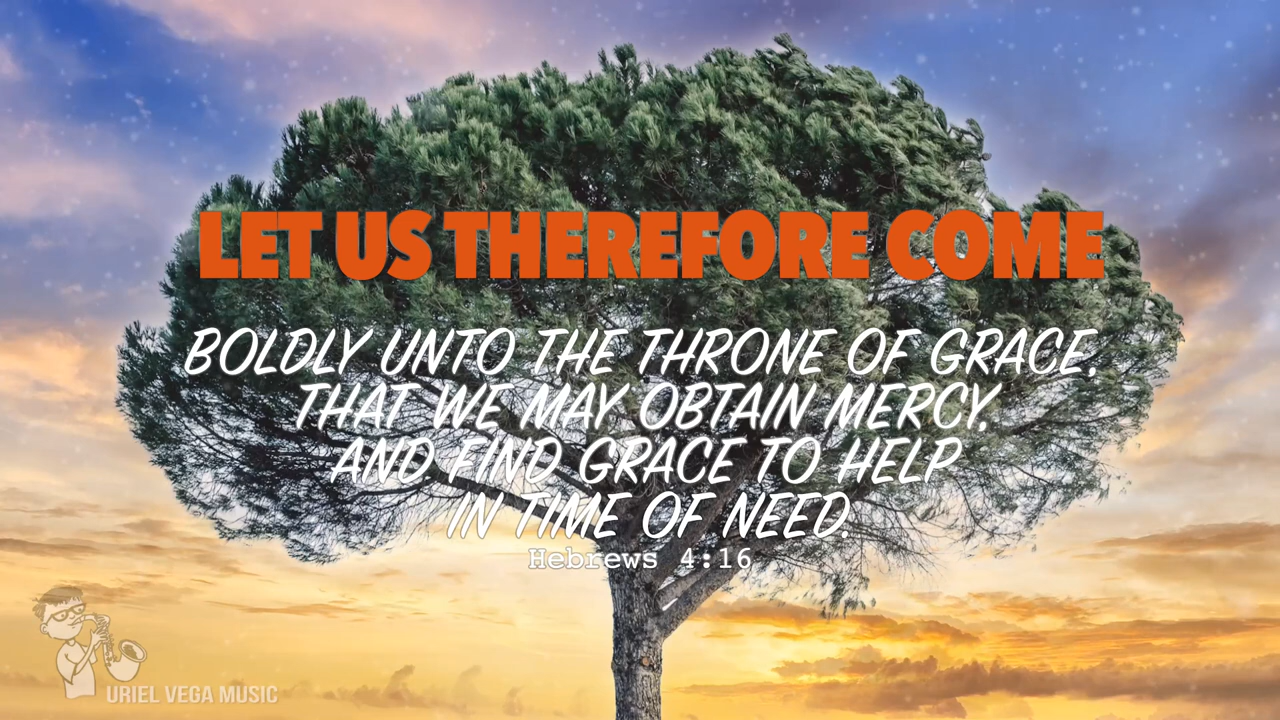 LET US THEREFORE COME
BOLDLY UNTO THE THRONE OF GRACE,
THAT WE MAY OBTAIN MERCY,
AND FIND GRACE TO HELP
IN TIME OF NEED.
Hebrews 4:16
URIEL VEGA MUSIC